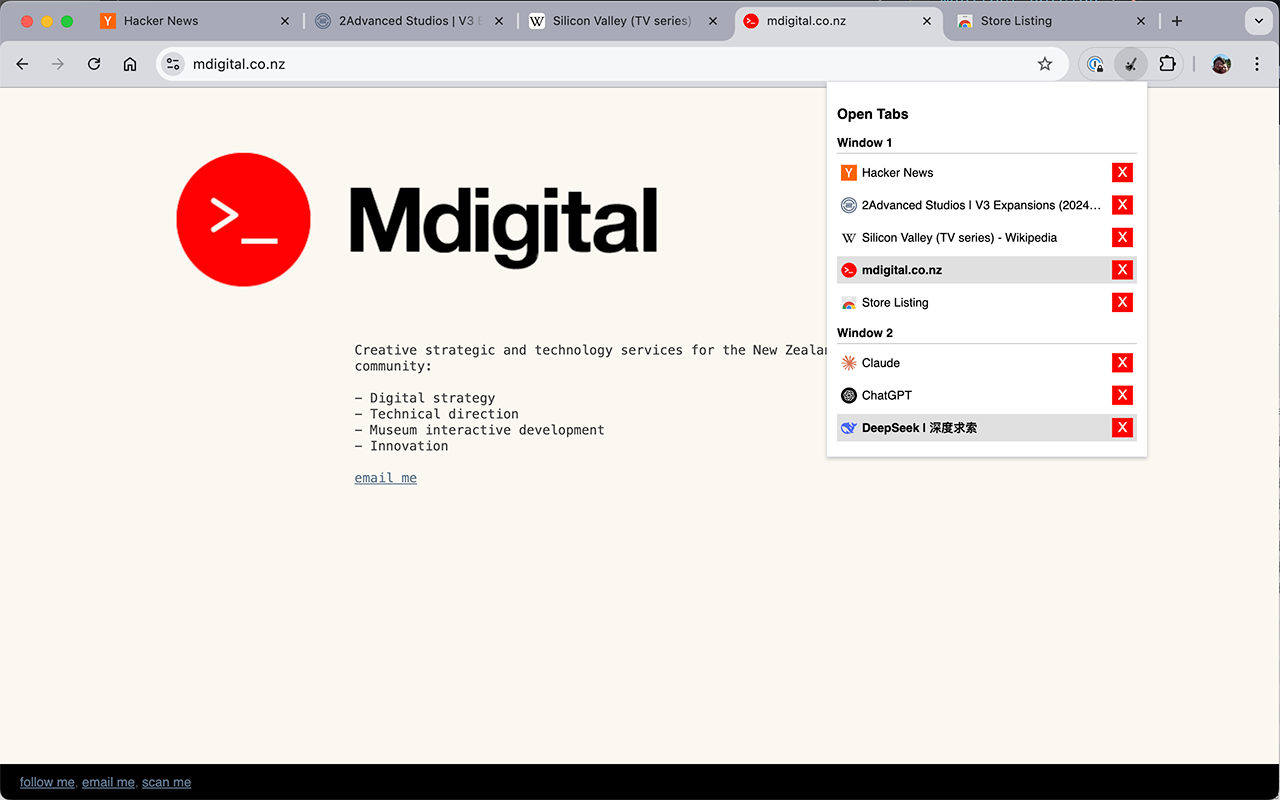 Hacker News
2Advanced Studios | V3 E
Silicon Valley (TV series)
mdigital.co.nz
Store Listing
mdigital.co.nz
Open Tabs
Window 1
Hacker News X
2Advanced Studios I V3 Expansions (2024… X
Silicon Valley (TV series) - Wikipedia X
mdigital.co.nz X
Store Listing X
Window 2
Claude X
ChatGPT X
DeepSeek I 深度求索 X
>_ Mdigital
Creative strategic and technology services for the New Zealan
community:
– Digital strategy
– Technical direction
– Museum interactive development
– Innovation
email me
follow me, email me, scan me